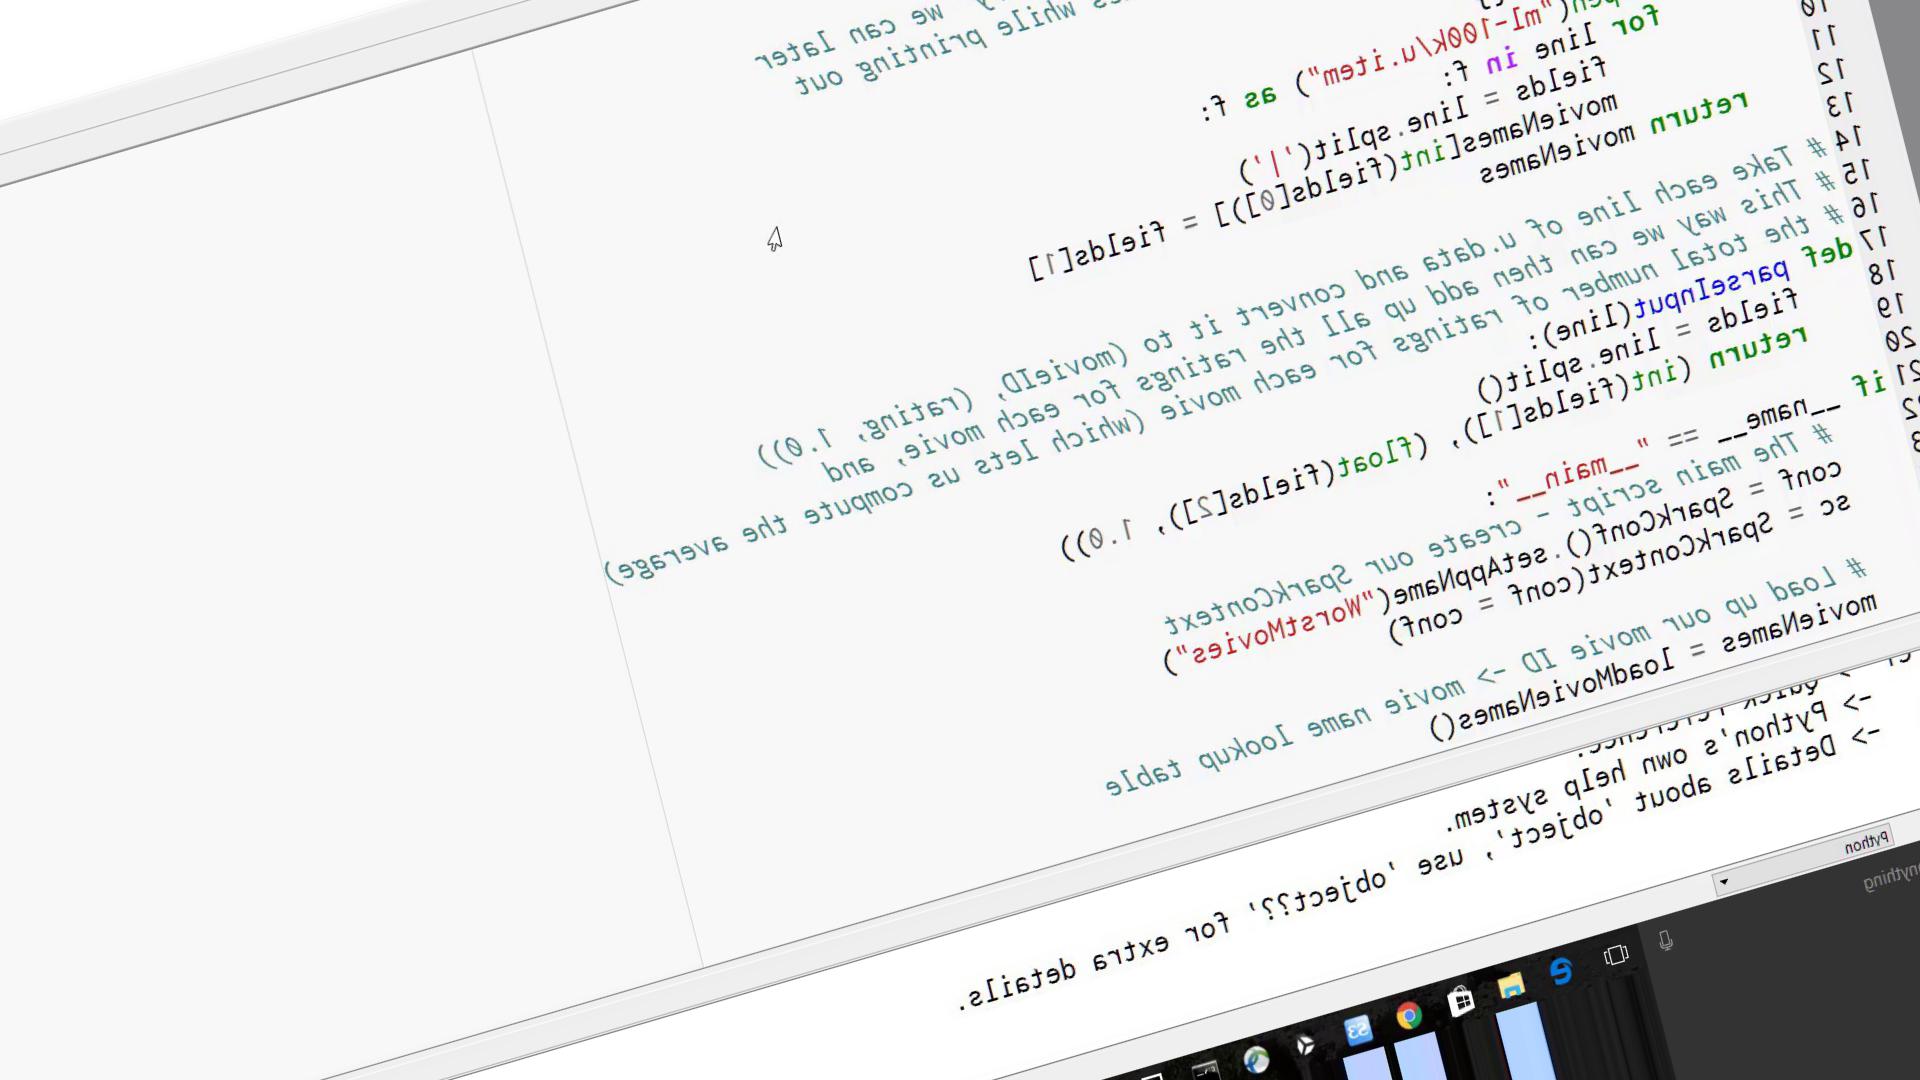 we can later
while printing out
10
11
12
13
14
15
16
17
18
19
20
21
("ml-100k/u.item") as f:
for line in f:
fields = line.split('|')
movieNames[int(fields[0])] = fields[1]
return movieNames
# Take each line of u.data and convert it to (movieID, (rating, 1.0))
# This way we can then add up all the ratings for each movie, and
# the total number of ratings for each movie (which lets us compute the average)
def parseInput(line):
fields = line.split()
return (int(fields[1]), (float(fields[2]), 1.0))
if __name__ == "__main__":
# The main script - create our SparkContext
conf = SparkConf().setAppName("WorstMovies")
sc = SparkContext(conf = conf)
# Load up our movie ID -> movie name lookup table
movieNames = loadMovieNames()
-> Python's own help system.
-> Details about 'object', use 'object??' for extra details.
python
S3